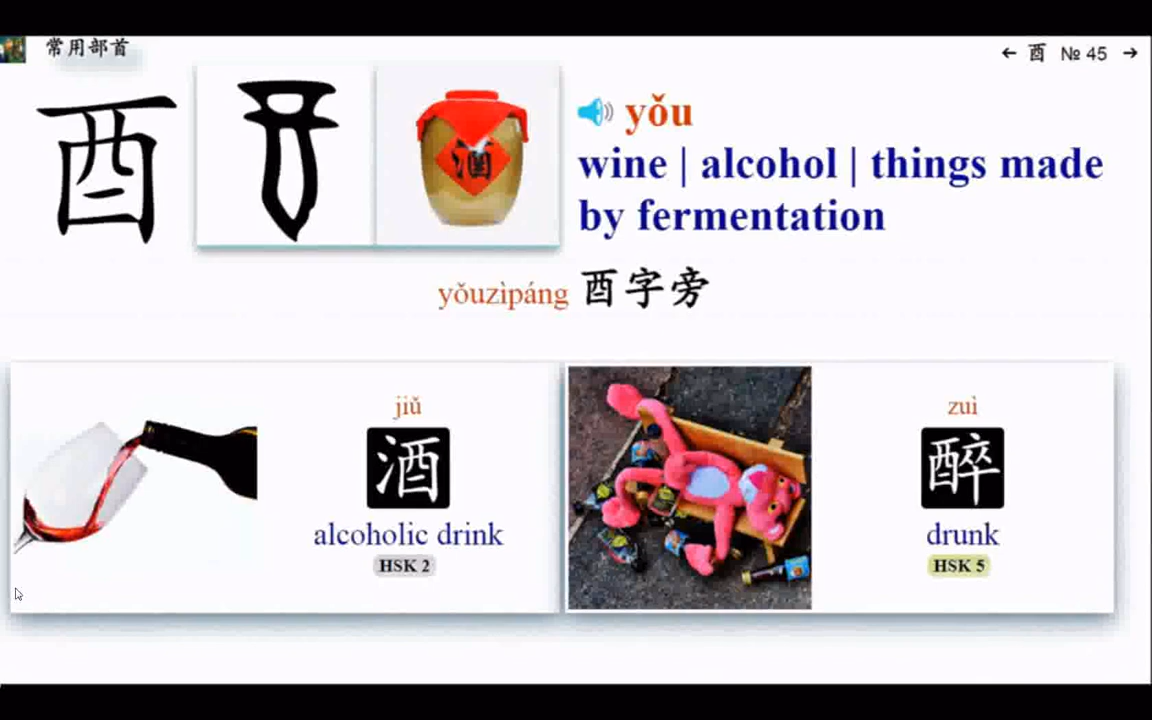 常用部首
← 酉 № 45 →
酉
酒
yǒu
wine | alcohol | things made
by fermentation
yǒuzìpáng 酉字旁
jiǔ
酒
alcoholic drink
HSK 2
zuì
醉
drunk
HSK 5